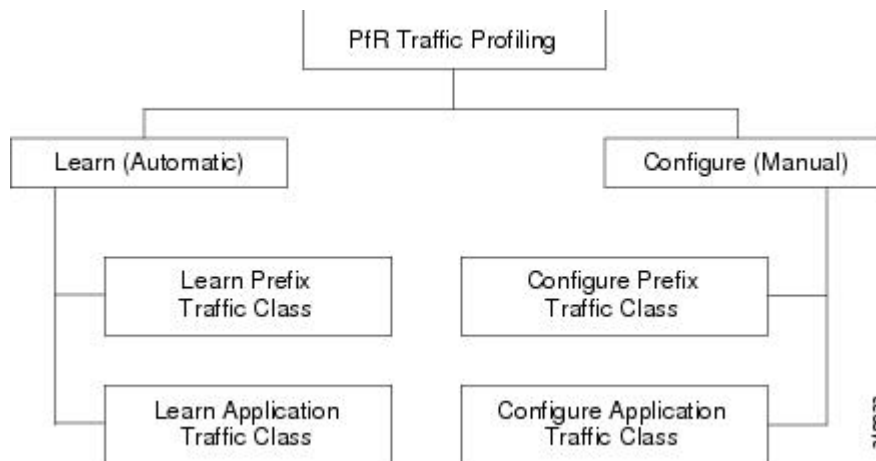 PfR Traffic Profiling
Learn (Automatic)
Configure (Manual)
Learn Prefix
Traffic Class
Configure Prefix
Traffic Class
Learn Application
Traffic Class
Configure Application
Traffic Class